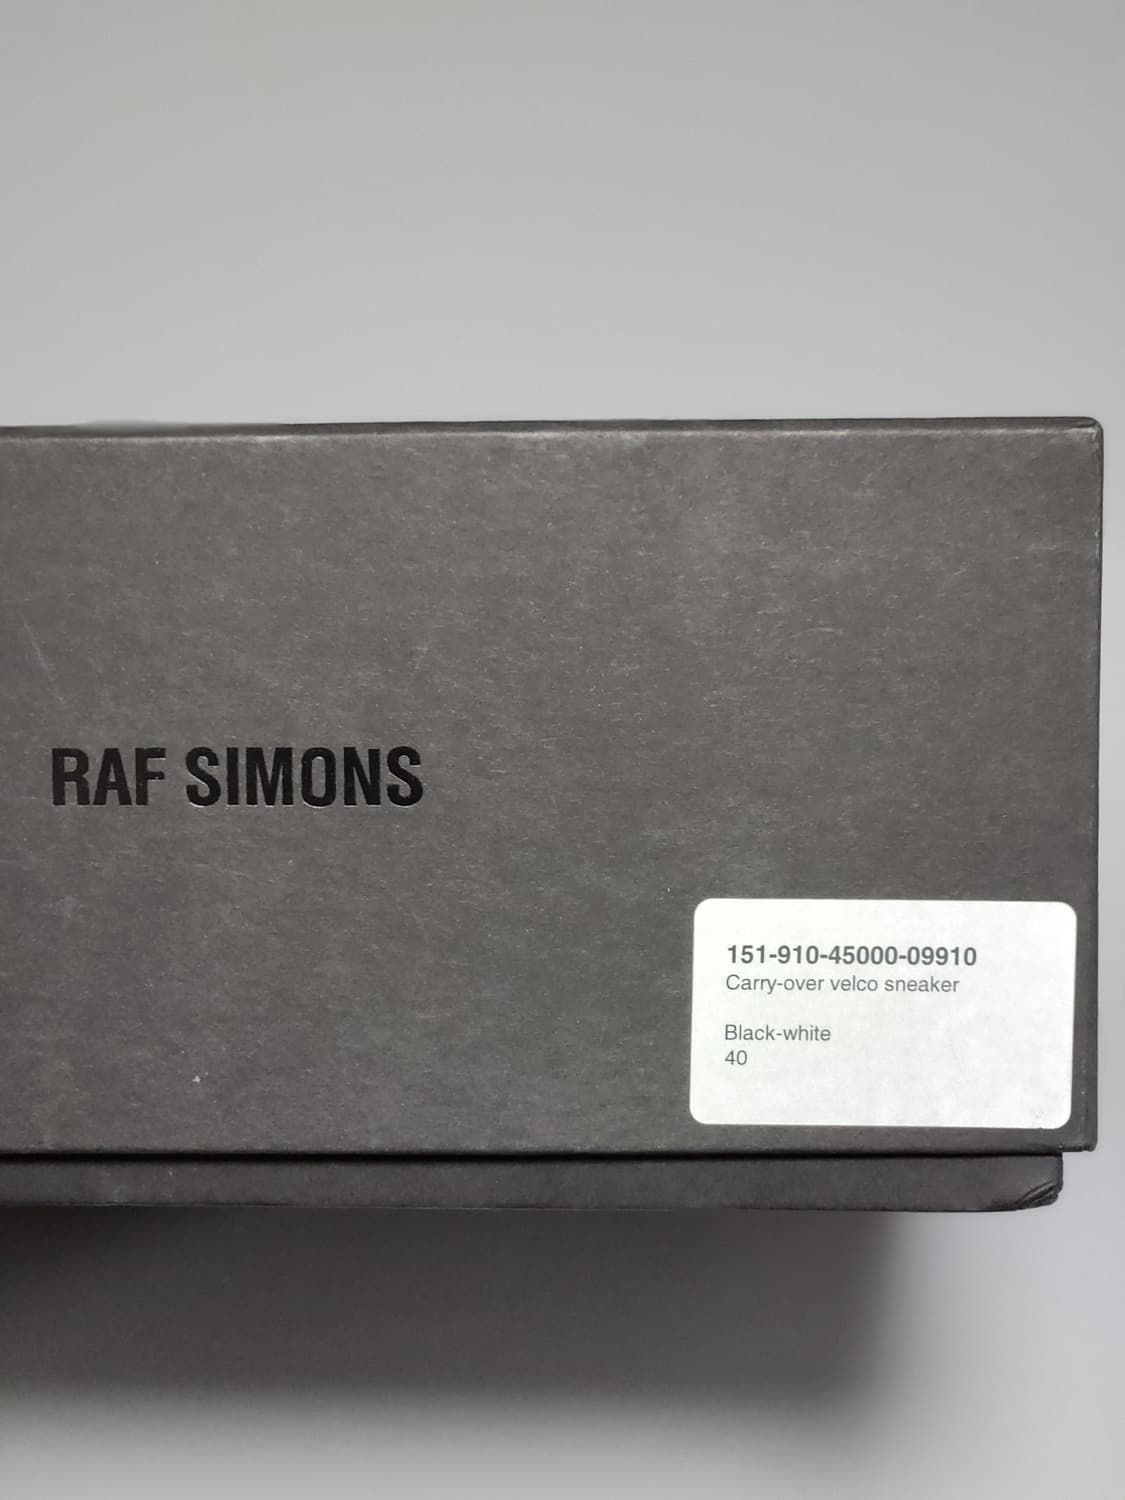 RAF SIMONS
151-910-45000-09910
Carry-over velco sneaker
Black-white
40